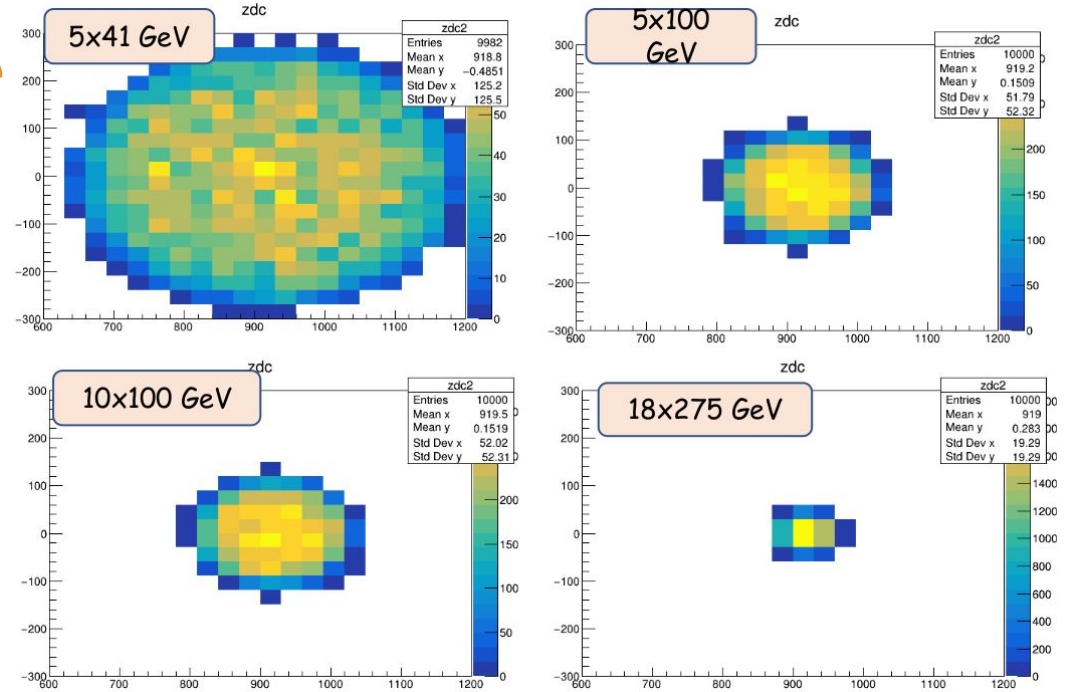 zdc
5x41 GeV
zdc2
Entries 9982
Mean x 918.8
Mean y −0.4851
Std Dev x 125.2
Std Dev y 125.5
300
200
100
0
−100
−200
−300
600 700 800 900 1000 1100 1200
50
40
30
20
10
0
zdc
5x100
GeV
zdc2
Entries 10000
Mean x 919.2
Mean y 0.1509
Std Dev x 51.79
Std Dev y 52.32
300
200
100
0
−100
−200
−300
600 700 800 900 1000 1100 1200
200
150
100
50
0
zdc
10x100 GeV
zdc2
Entries 10000
Mean x 919.5
Mean y 0.1519
Std Dev x 52.02
Std Dev y 52.31
300
200
100
0
−100
−200
−300
600 700 800 900 1000 1100 1200
200
150
100
50
0
zdc
18x275 GeV
zdc2
Entries 10000
Mean x 919
Mean y 0.283
Std Dev x 19.29
Std Dev y 19.29
300
200
100
0
−100
−200
−300
600 700 800 900 1000 1100 1200
1400
1200
1000
800
600
400
200
0